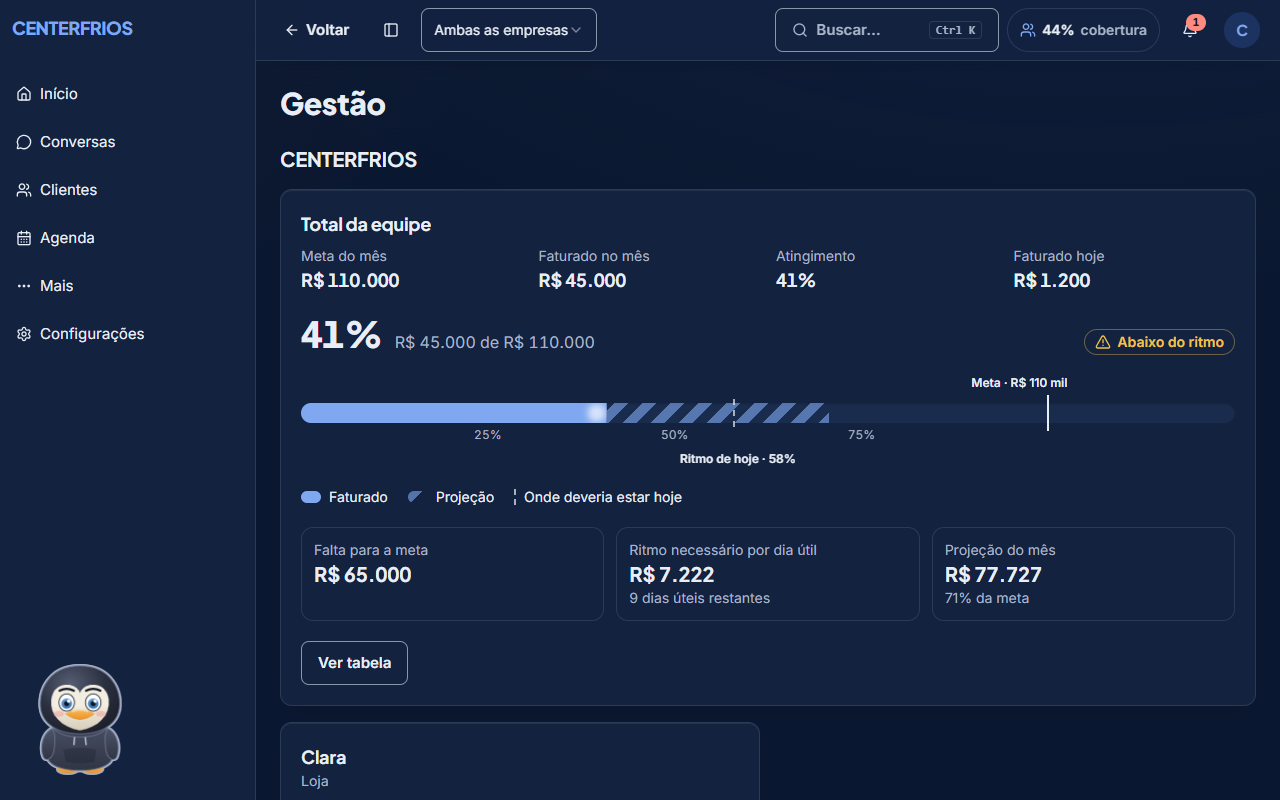 CENTERFRIOS
Voltar
Ambas as empresas
Buscar...
Ctrl K
44% cobertura
1
C
Início
Conversas
Clientes
Agenda
Mais
Configurações
Gestão
CENTERFRIOS
Total da equipe
Meta do mês
R$ 110.000
Faturado no mês
R$ 45.000
Atingimento
41%
Faturado hoje
R$ 1.200
41% R$ 45.000 de R$ 110.000
Abaixo do ritmo
Meta · R$ 110 mil
25% 50% 75%
Ritmo de hoje · 58%
Faturado Projeção Onde deveria estar hoje
Falta para a meta
R$ 65.000
Ritmo necessário por dia útil
R$ 7.222
9 dias úteis restantes
Projeção do mês
R$ 77.727
71% da meta
Ver tabela
Clara
Loja